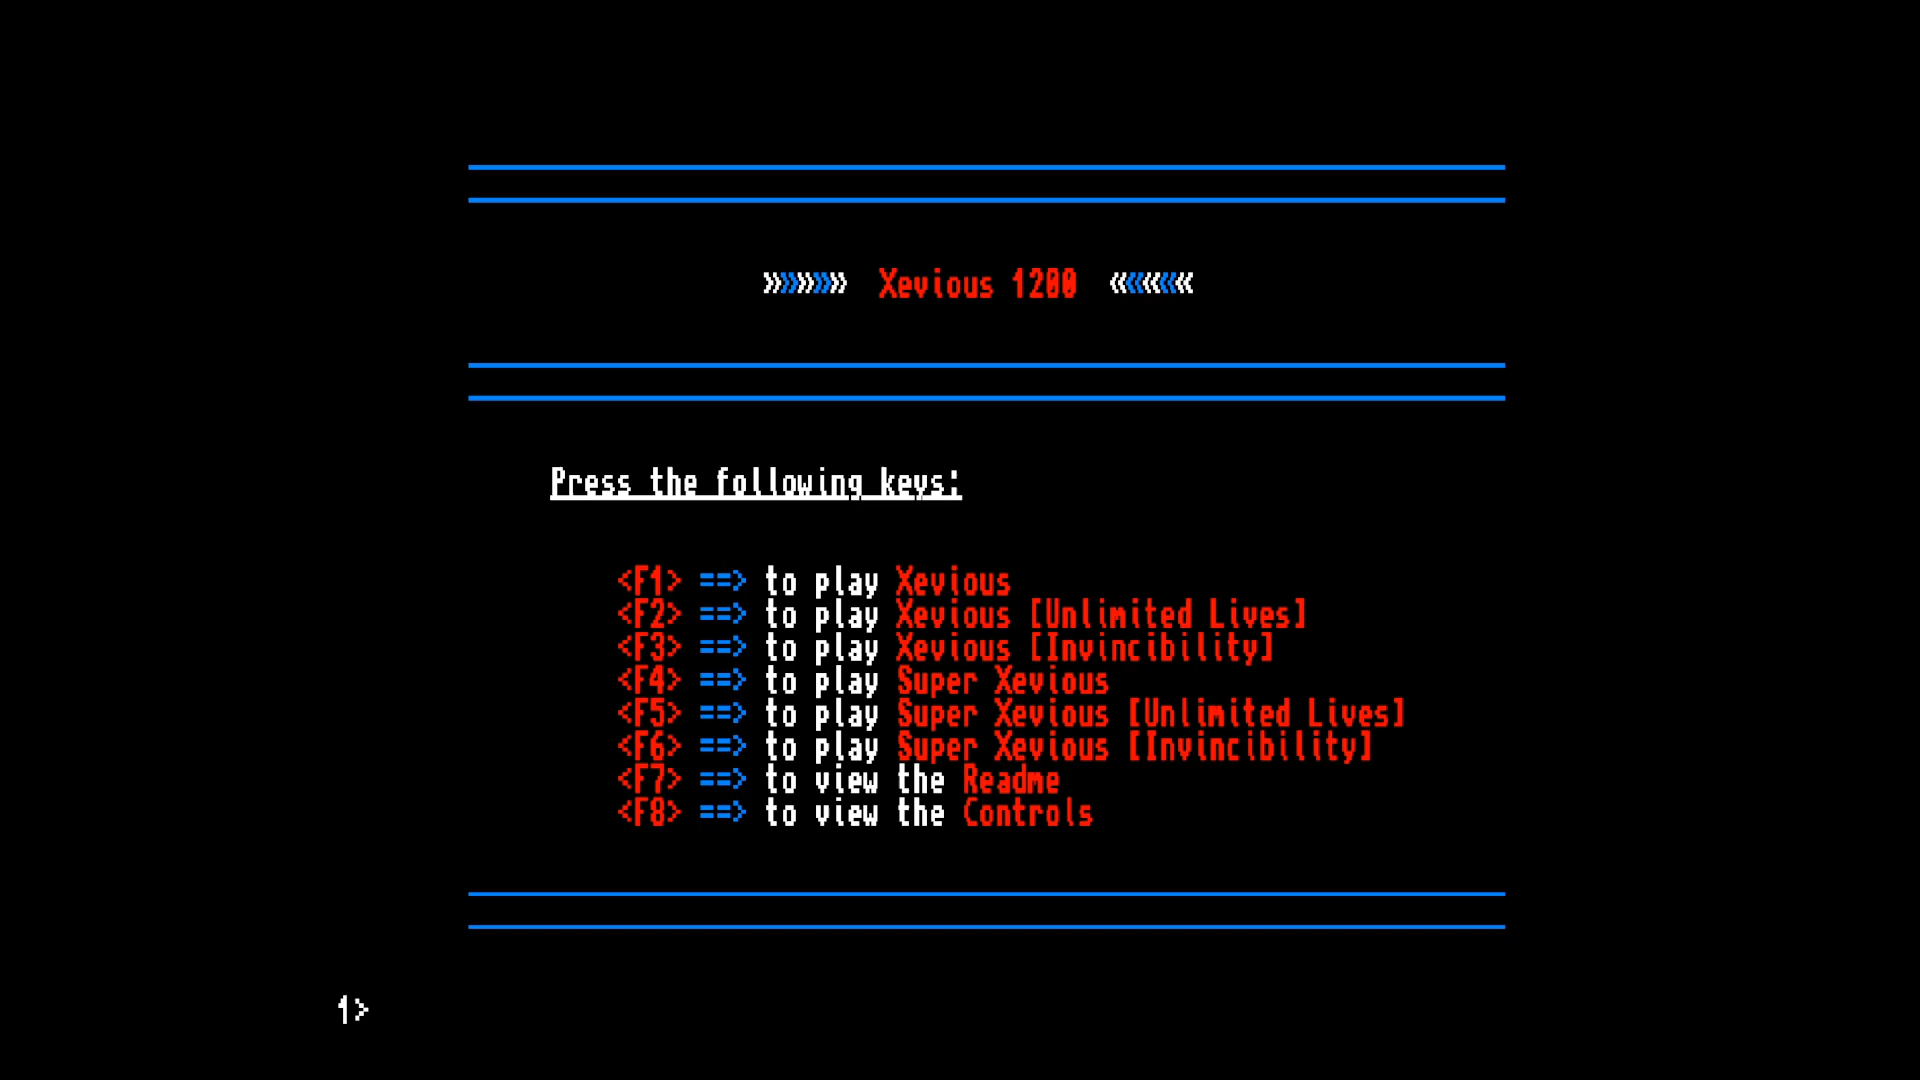 »»»»» Xevious 1200 «««««
Press the following keys:
<F1> ==> to play Xevious
<F2> ==> to play Xevious [Unlimited Lives]
<F3> ==> to play Xevious [Invincibility]
<F4> ==> to play Super Xevious
<F5> ==> to play Super Xevious [Unlimited Lives]
<F6> ==> to play Super Xevious [Invincibility]
<F7> ==> to view the Readme
<F8> ==> to view the Controls
1>